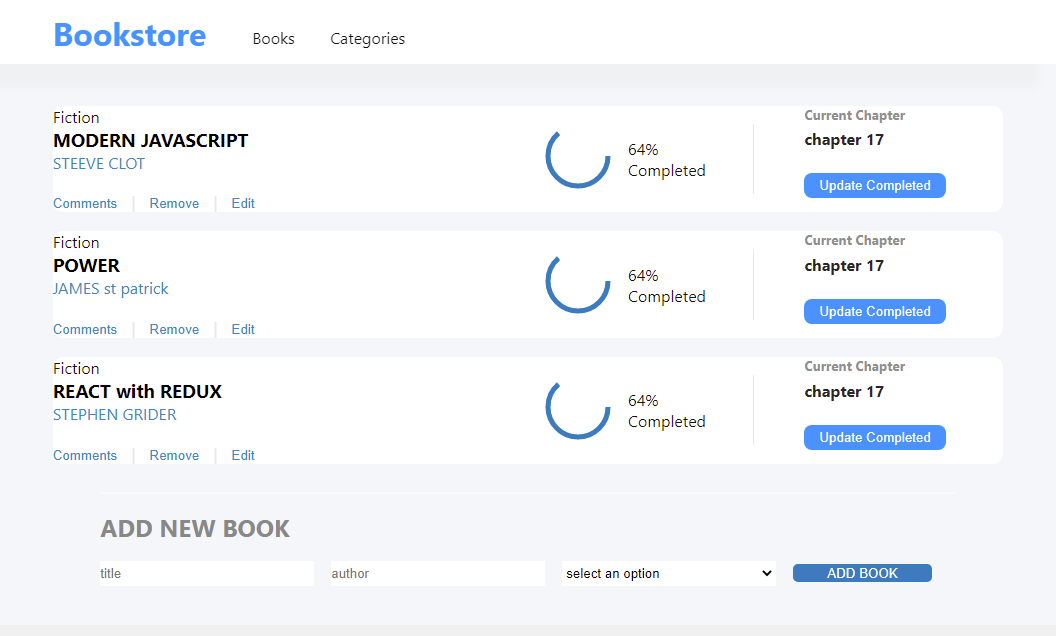 Bookstore Books Categories
Fiction
MODERN JAVASCRIPT
STEEVE CLOT
Comments Remove Edit
64%
Completed
Current Chapter
chapter 17
Update Completed
Fiction
POWER
JAMES st patrick
Comments Remove Edit
64%
Completed
Current Chapter
chapter 17
Update Completed
Fiction
REACT with REDUX
STEPHEN GRIDER
Comments Remove Edit
64%
Completed
Current Chapter
chapter 17
Update Completed
ADD NEW BOOK
title author select an option ADD BOOK